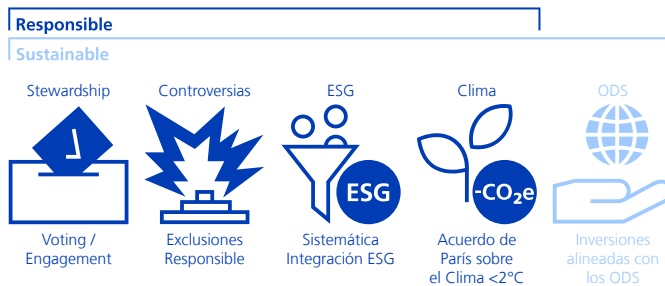 Responsible
Sustainable
Stewardship
Controversias
ESG
Clima
ODS
ESG
-CO₂e
Voting /
Engagement
Exclusiones
Responsible
Sistemática
Integración ESG
Acuerdo de
París sobre
el Clima <2°C
Inversiones
alineadas con
los ODS